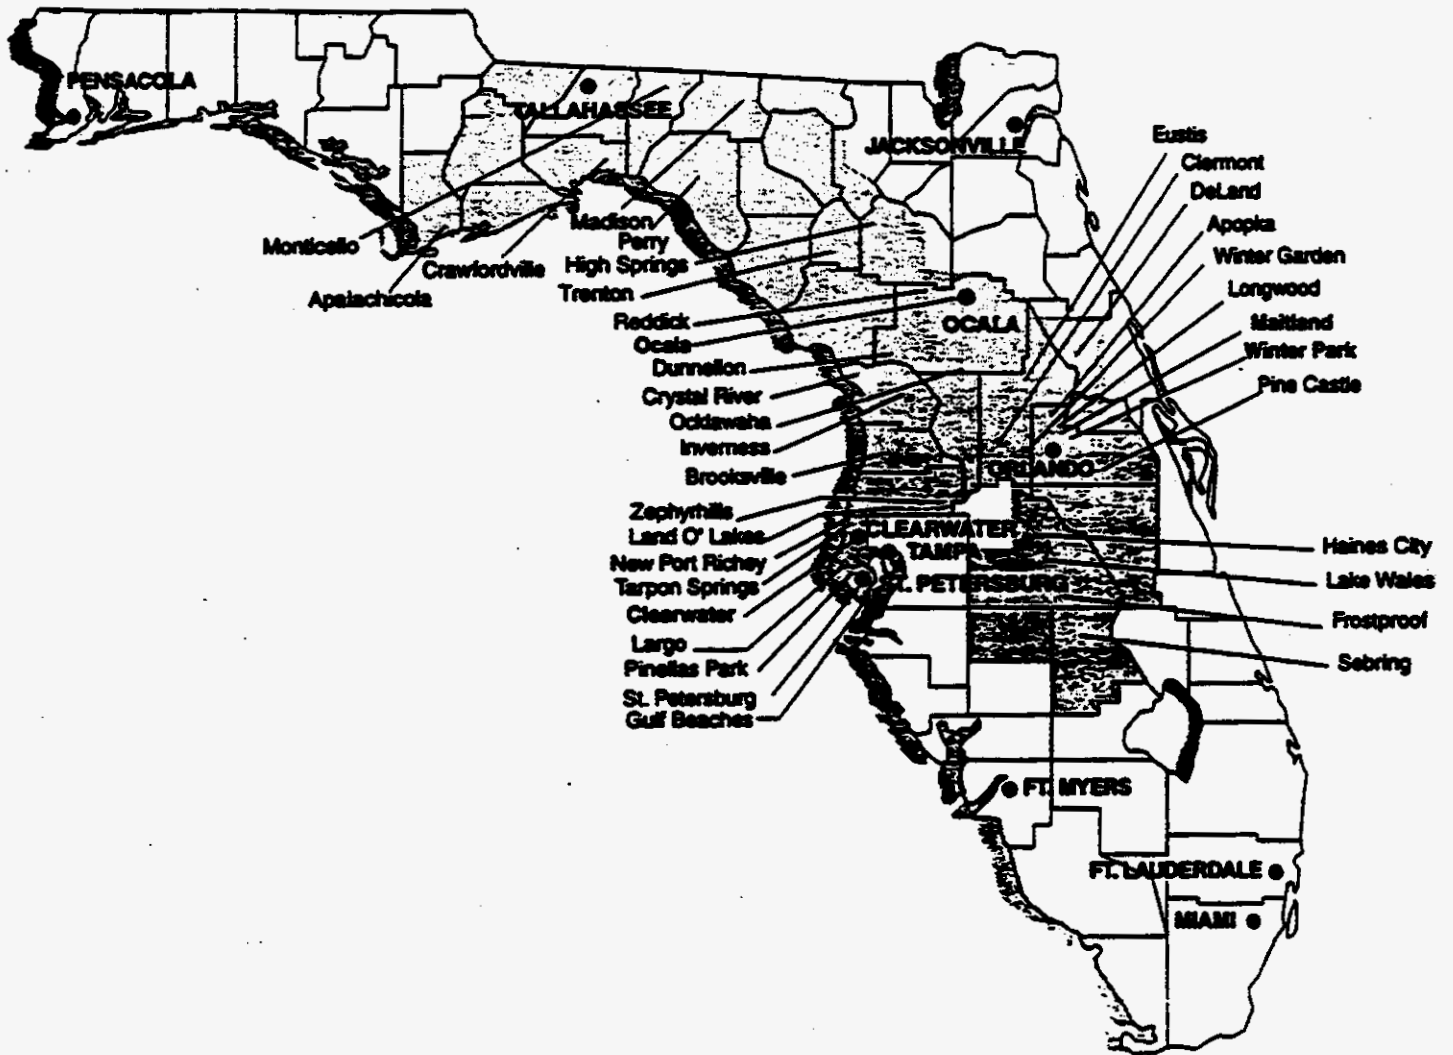 PENSACOLA
TALLAHASSEE
JACKSONVILLE
Eustis
Clermont
DeLand
Apopka
Winter Garden
Longwood
Maitland
Winter Park
Pine Castle
Monticello
Crawfordville
Apalachicola
Madison
Perry
High Springs
Trenton
Reddick
Ocala
OCALA
Dunnellon
Crystal River
Ocklawaha
Inverness
Brooksville
ORLANDO
Zephyrhills
Land O' Lakes
New Port Richey
Tarpon Springs
Clearwater
Largo
Pinellas Park
St. Petersburg
Gulf Beaches
CLEARWATER
TAMPA
PETERSBURG
Haines City
Lake Wales
Frostproof
Sebring
FT. MYERS
FT. LAUDERDALE
MIAMI